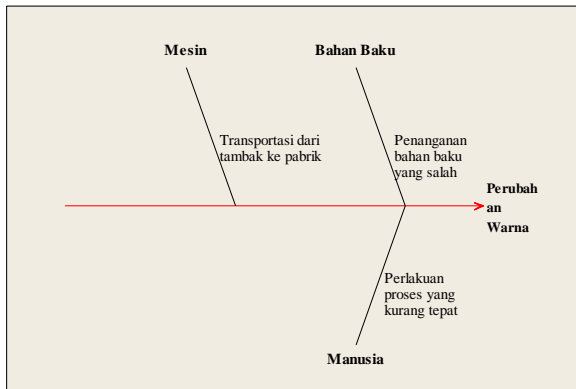 Mesin
Bahan Baku
Transportasi dari
tambak ke pabrik
Penanganan
bahan baku
yang salah
Perubah
an
Warna
Perlakuan
proses yang
kurang tepat
Manusia